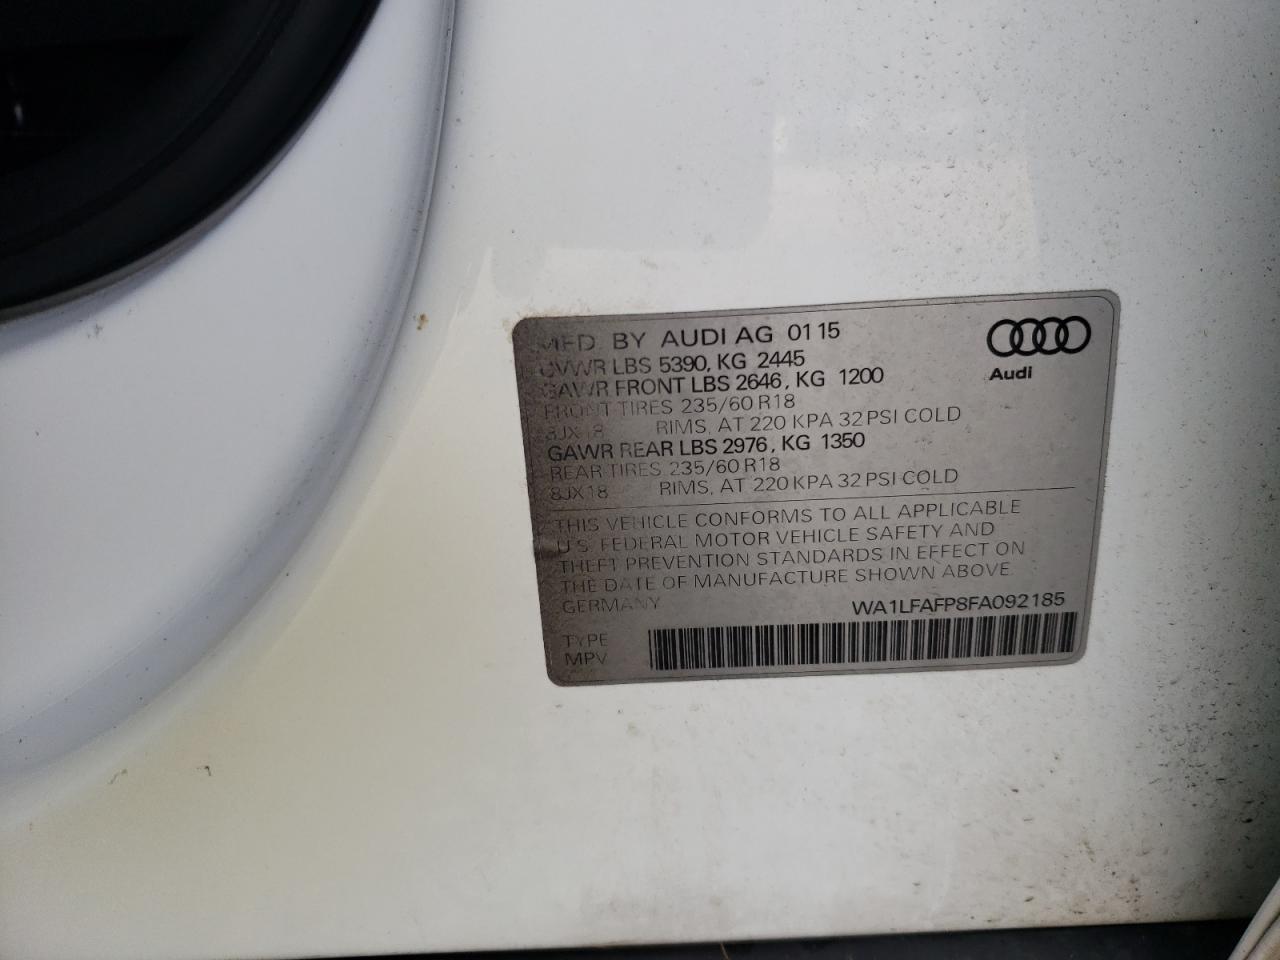 MFD. BY AUDI AG 01 15
GVWR LBS 5390, KG 2445
GAWR FRONT LBS 2646, KG 1200
FRONT TIRES 235/60 R18
8JX18 RIMS, AT 220 KPA 32 PSI COLD
GAWR REAR LBS 2976, KG 1350
REAR TIRES 235/60 R18
8JX18 RIMS, AT 220 KPA 32 PSI COLD
Audi
THIS VEHICLE CONFORMS TO ALL APPLICABLE
U.S. FEDERAL MOTOR VEHICLE SAFETY AND
THEFT PREVENTION STANDARDS IN EFFECT ON
THE DATE OF MANUFACTURE SHOWN ABOVE
GERMANY WA1LFAFP8FA092185
TYPE
MPV